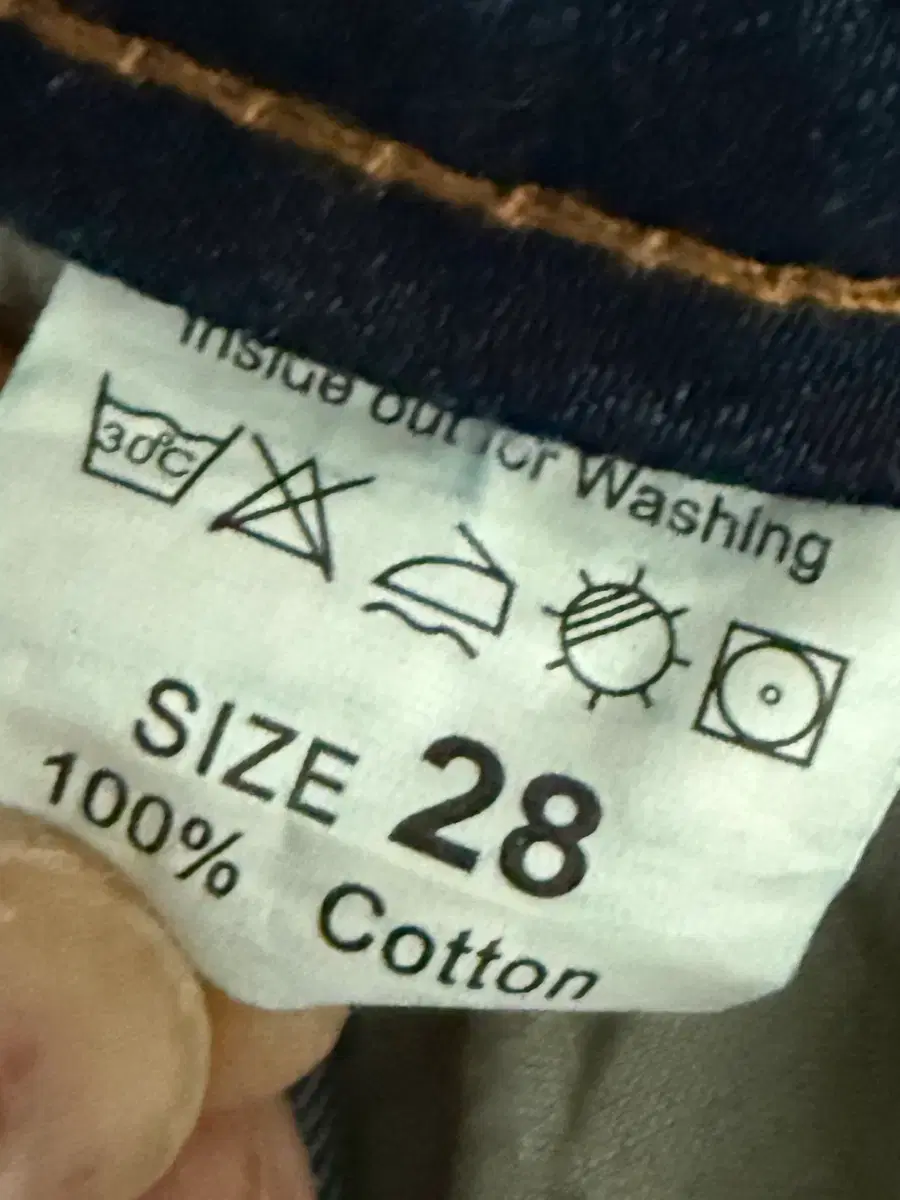 Inside out for Washing
30°C
SIZE 28
100% Cotton